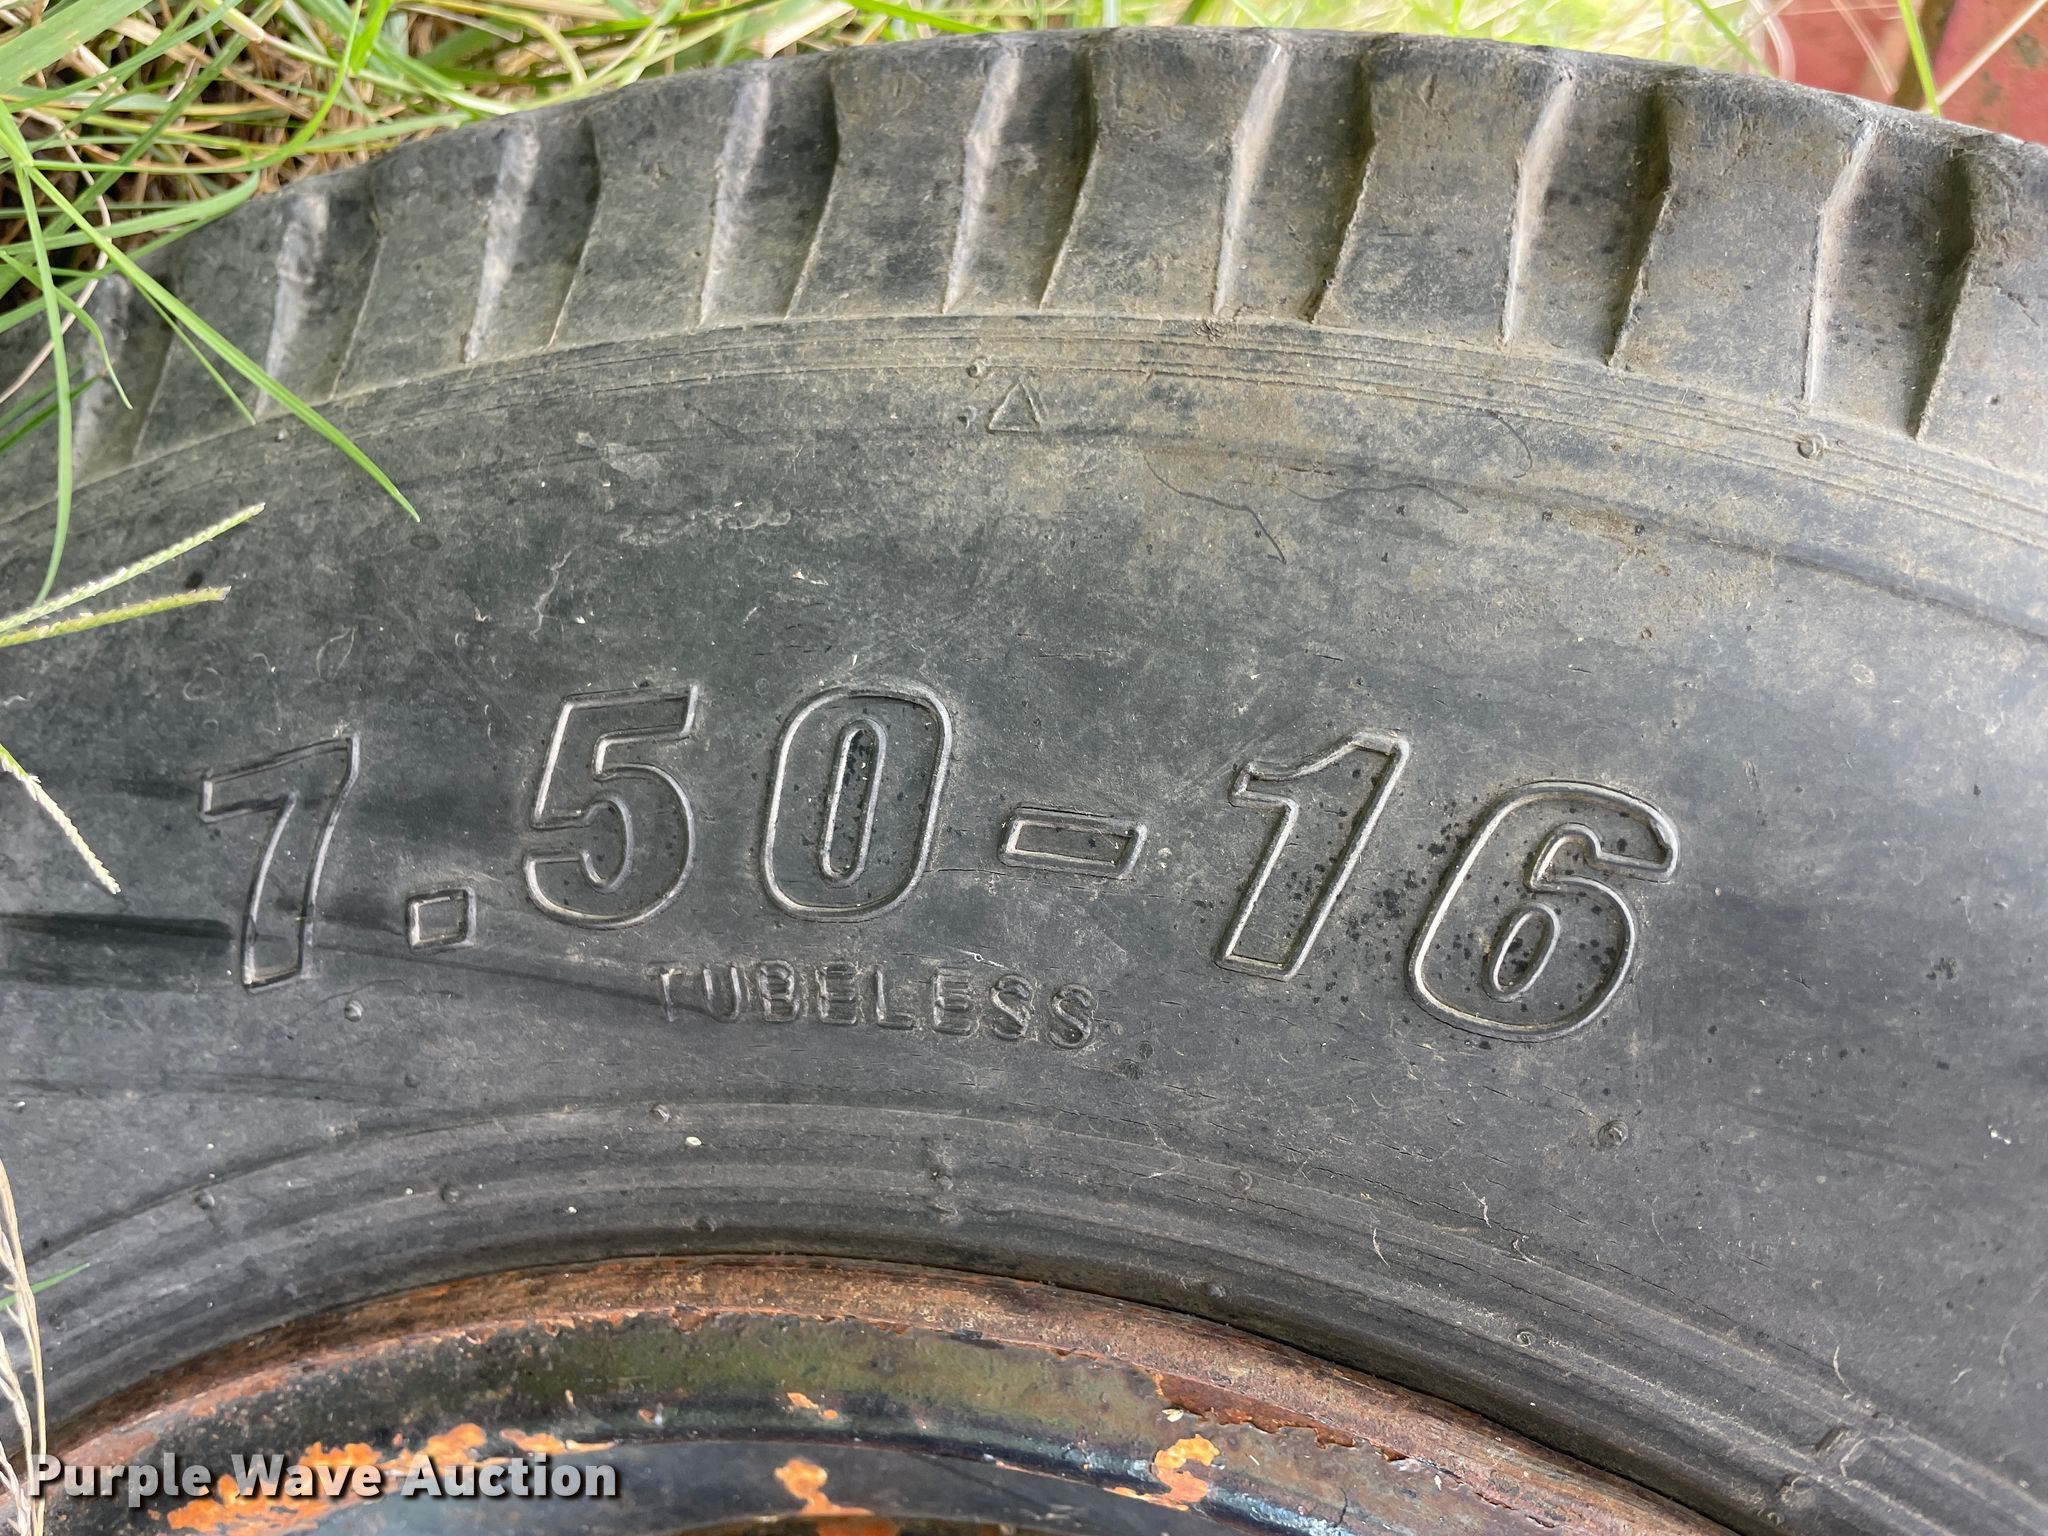 7.50-16
TUBELESS
Purple Wave Auction